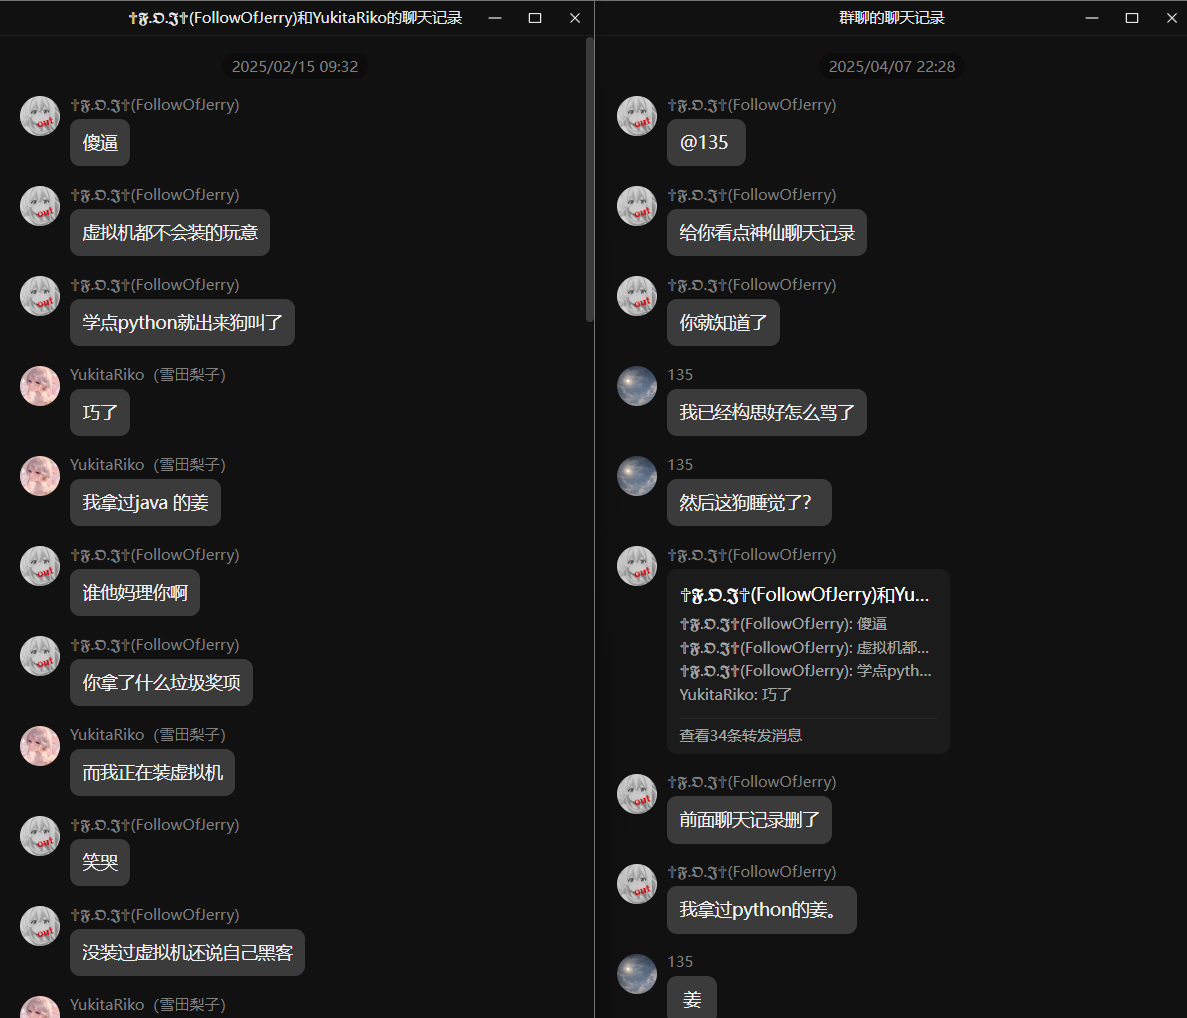 ✝𝕱.𝕺.𝕵✝(FollowOfJerry)和YukitaRiko的聊天记录
2025/02/15 09:32
✝𝕱.𝕺.𝕵✝(FollowOfJerry)
傻逼
✝𝕱.𝕺.𝕵✝(FollowOfJerry)
虚拟机都不会装的玩意
✝𝕱.𝕺.𝕵✝(FollowOfJerry)
学点python就出来狗叫了
YukitaRiko（雪田梨子）
巧了
YukitaRiko（雪田梨子）
我拿过java 的姜
✝𝕱.𝕺.𝕵✝(FollowOfJerry)
谁他妈理你啊
✝𝕱.𝕺.𝕵✝(FollowOfJerry)
你拿了什么垃圾奖项
YukitaRiko（雪田梨子）
而我正在装虚拟机
✝𝕱.𝕺.𝕵✝(FollowOfJerry)
笑哭
✝𝕱.𝕺.𝕵✝(FollowOfJerry)
没装过虚拟机还说自己黑客
YukitaRiko（雪田梨子）
群聊的聊天记录
2025/04/07 22:28
✝𝕱.𝕺.𝕵✝(FollowOfJerry)
@135
✝𝕱.𝕺.𝕵✝(FollowOfJerry)
给你看点神仙聊天记录
✝𝕱.𝕺.𝕵✝(FollowOfJerry)
你就知道了
135
我已经构思好怎么骂了
135
然后这狗睡觉了？
✝𝕱.𝕺.𝕵✝(FollowOfJerry)
✝𝕱.𝕺.𝕵✝(FollowOfJerry)和Yu...
✝𝕱.𝕺.𝕵✝(FollowOfJerry): 傻逼
✝𝕱.𝕺.𝕵✝(FollowOfJerry): 虚拟机都...
✝𝕱.𝕺.𝕵✝(FollowOfJerry): 学点pyth...
YukitaRiko: 巧了
查看34条转发消息
✝𝕱.𝕺.𝕵✝(FollowOfJerry)
前面聊天记录删了
✝𝕱.𝕺.𝕵✝(FollowOfJerry)
我拿过python的姜。
135
姜
out